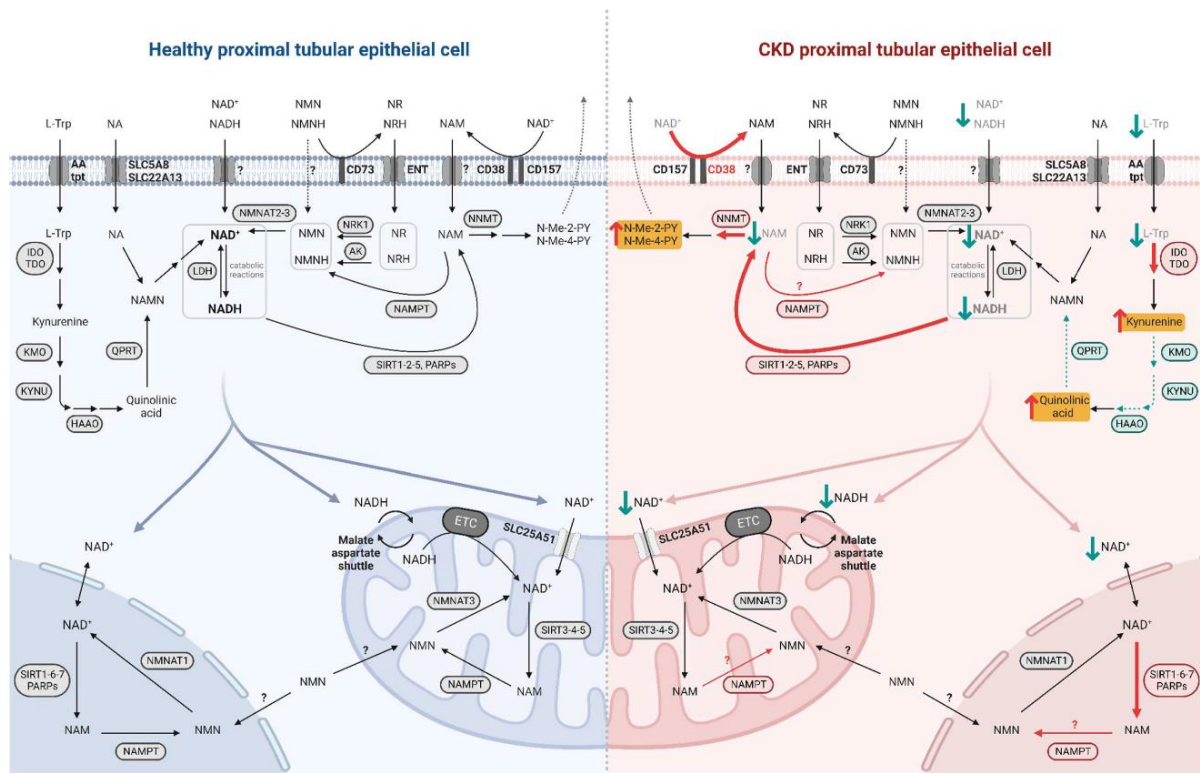 Healthy proximal tubular epithelial cell
L-Trp
NA
NAD⁺
NADH
NMN
NMNH
NR
NRH
NAM
NAD⁺
AA
tpt
SLC5A8
SLC22A13
?
?
CD73
ENT
?
CD38
CD157
L-Trp
NA
NMNAT2-3
NAD⁺
LDH
catabolic
reactions
NADH
NMN
NMNH
NRK1
AK
NR
NRH
NAM
NNMT
N-Me-2-PY
N-Me-4-PY
IDO
TDO
NAMN
NAMPT
Kynurenine
KMO
QPRT
SIRT1-2-5, PARPs
KYNU
HAAO
Quinolinic
acid
NADH
ETC
SLC25A51
NAD⁺
Malate
aspartate
shuttle
NADH
NAD⁺
NMNAT3
SIRT3-4-5
NMN
NAMPT
NAM
?
NMN
?
NAD⁺
NAD⁺
NMNAT1
SIRT1-6-7
PARPs
NAM
NAMPT
NMN
CKD proximal tubular epithelial cell
NAD⁺
NAM
NR
NRH
NMN
NMNH
NAD⁺
NADH
NA
L-Trp
CD157
CD38
?
ENT
CD73
?
?
SLC5A8
SLC22A13
AA
tpt
N-Me-2-PY
N-Me-4-PY
NNMT
NAM
NR
NRH
NRK1
AK
NMN
NMNH
NMNAT2-3
NAD⁺
catabolic
reactions
LDH
NADH
NA
L-Trp
IDO
TDO
?
NAMPT
NAMN
Kynurenine
SIRT1-2-5, PARPs
QPRT
KMO
KYNU
Quinolinic
acid
HAAO
NAD⁺
SLC25A51
ETC
NADH
Malate
aspartate
shuttle
NADH
NAD⁺
NMNAT3
SIRT3-4-5
NMN
?
NAMPT
NAM
?
NMN
?
NAD⁺
NAD⁺
NMNAT1
SIRT1-6-7
PARPs
NMN
?
NAMPT
NAM